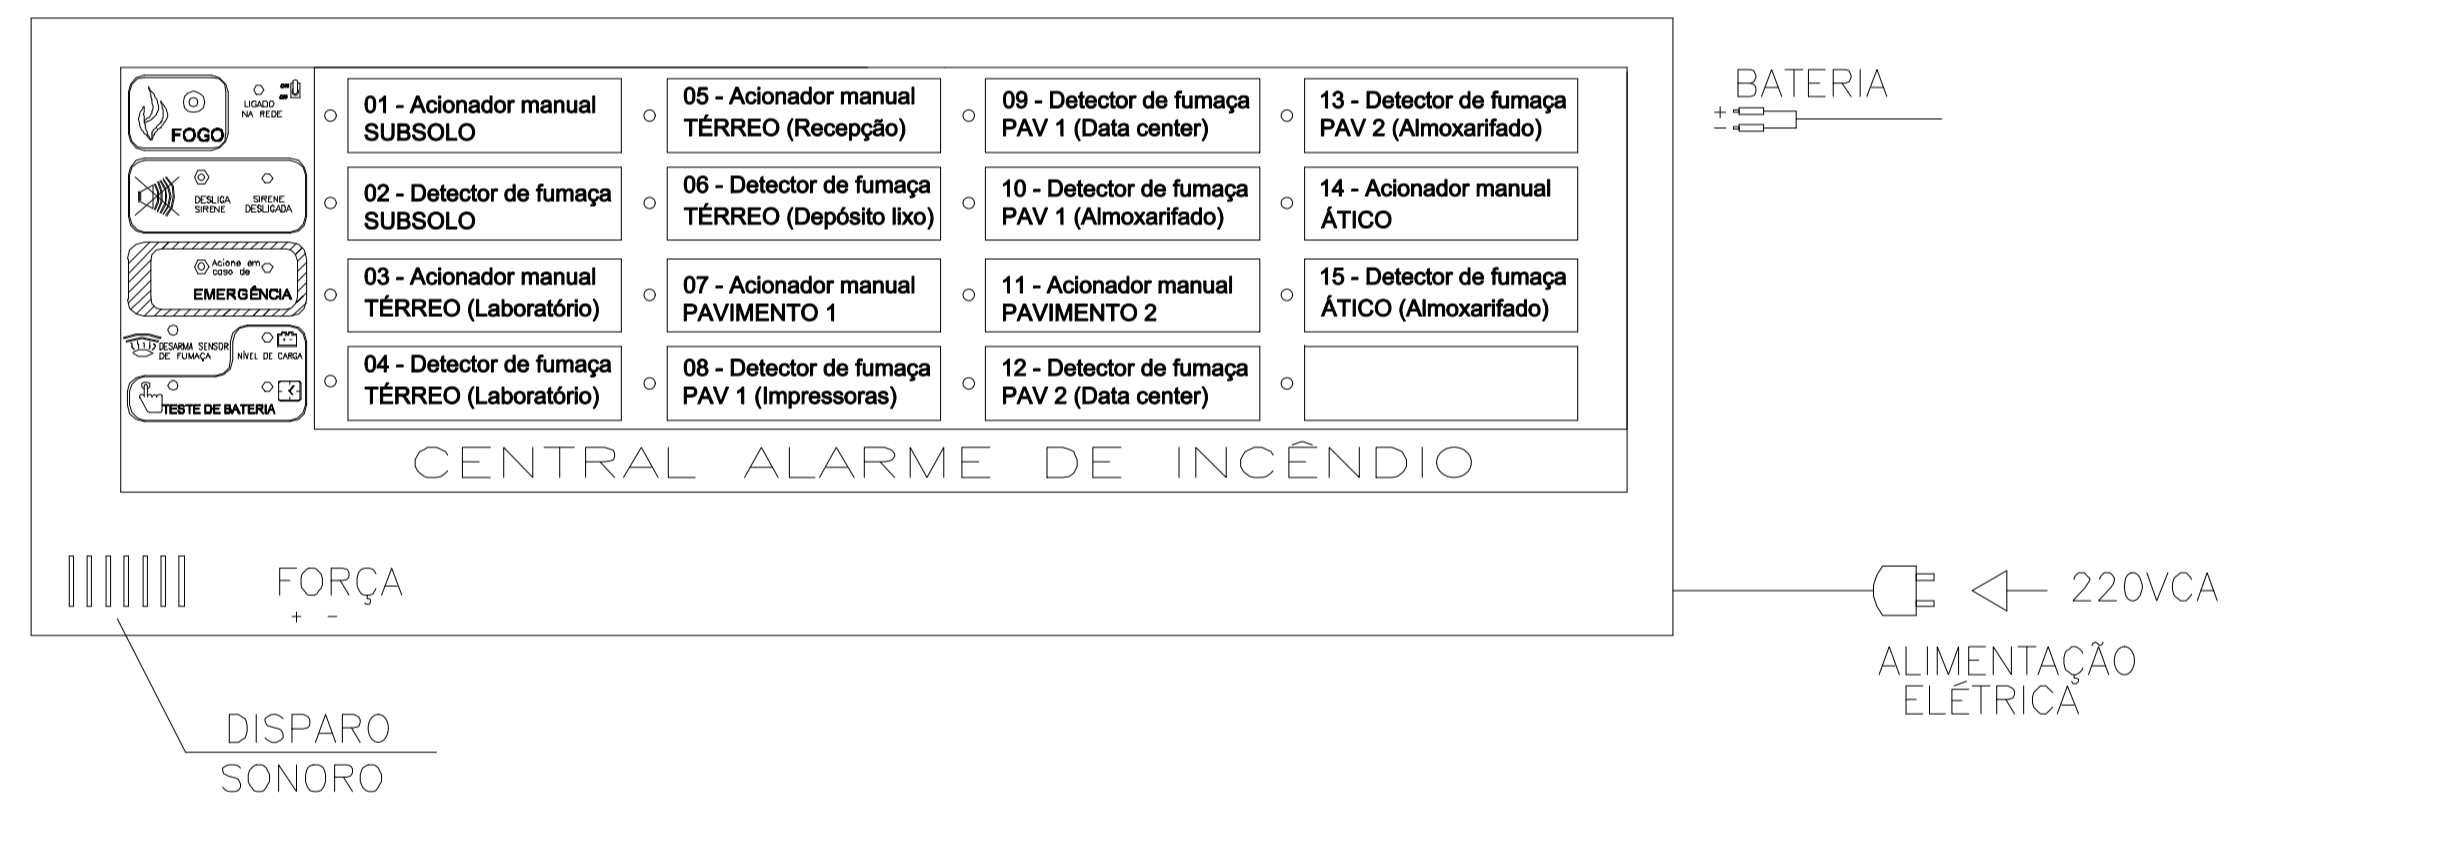 FOGO
LIGADO
NA REDE
DESLIGA
SIRENE
SIRENE
DESLIGADA
Acione em
caso de
EMERGÊNCIA
DESARMA SENSOR
DE FUMAÇA
NÍVEL DE CARGA
TESTE DE BATERIA
01 - Acionador manual
SUBSOLO
02 - Detector de fumaça
SUBSOLO
03 - Acionador manual
TÉRREO (Laboratório)
04 - Detector de fumaça
TÉRREO (Laboratório)
05 - Acionador manual
TÉRREO (Recepção)
06 - Detector de fumaça
TÉRREO (Depósito lixo)
07 - Acionador manual
PAVIMENTO 1
08 - Detector de fumaça
PAV 1 (Impressoras)
09 - Detector de fumaça
PAV 1 (Data center)
10 - Detector de fumaça
PAV 1 (Almoxarifado)
11 - Acionador manual
PAVIMENTO 2
12 - Detector de fumaça
PAV 2 (Data center)
13 - Detector de fumaça
PAV 2 (Almoxarifado)
14 - Acionador manual
ÁTICO
15 - Detector de fumaça
ÁTICO (Almoxarifado)
CENTRAL ALARME DE INCÊNDIO
BATERIA
+
-
FORÇA
+ -
DISPARO
SONORO
220VCA
ALIMENTAÇÃO
ELÉTRICA